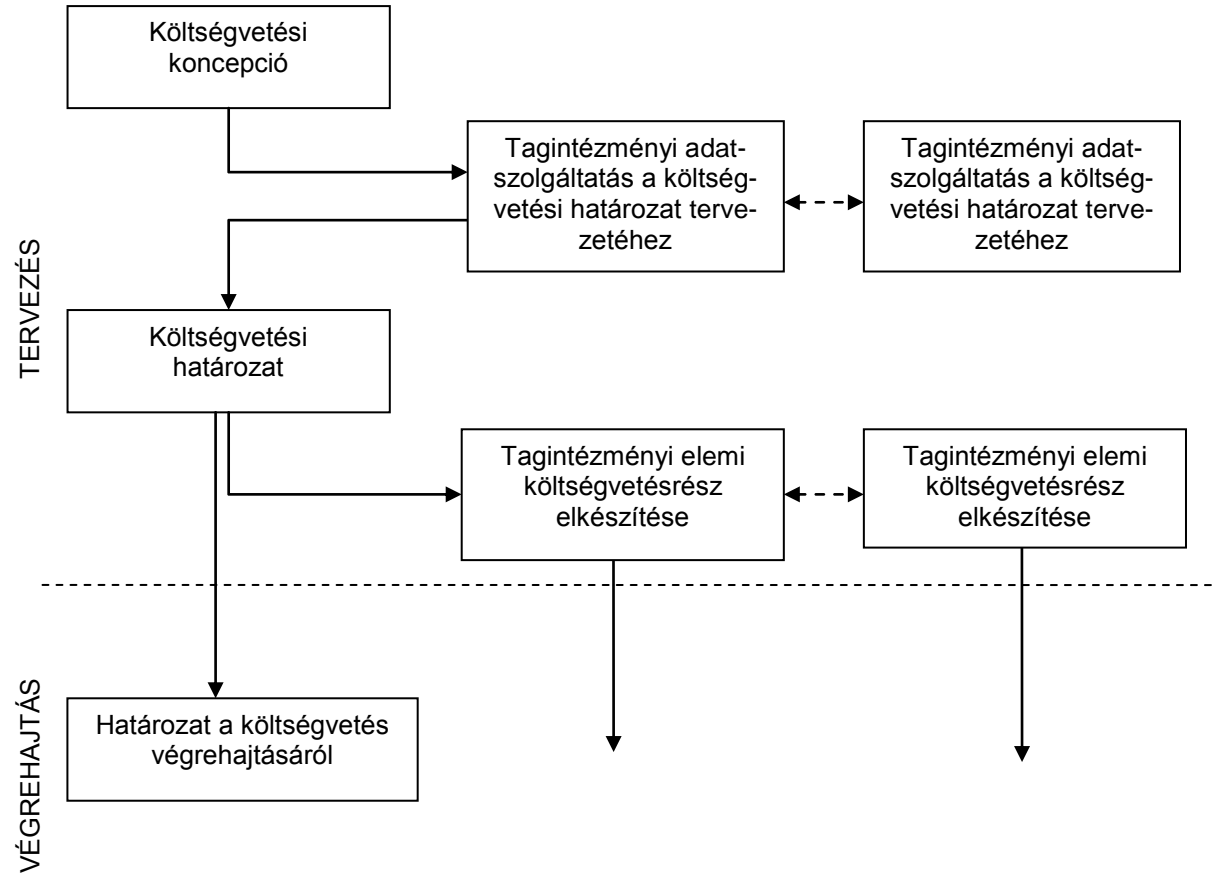 Költségvetési
koncepció
Tagintézményi adat-
szolgáltatás a költség-
vetési határozat terve-
zetéhez
Tagintézményi adat-
szolgáltatás a költség-
vetési határozat terve-
zetéhez
TERVEZÉS
Költségvetési
határozat
Tagintézményi elemi
költségvetésrész
elkészítése
Tagintézményi elemi
költségvetésrész
elkészítése
VÉGREHAJTÁS
Határozat a költségvetés
végrehajtásáról